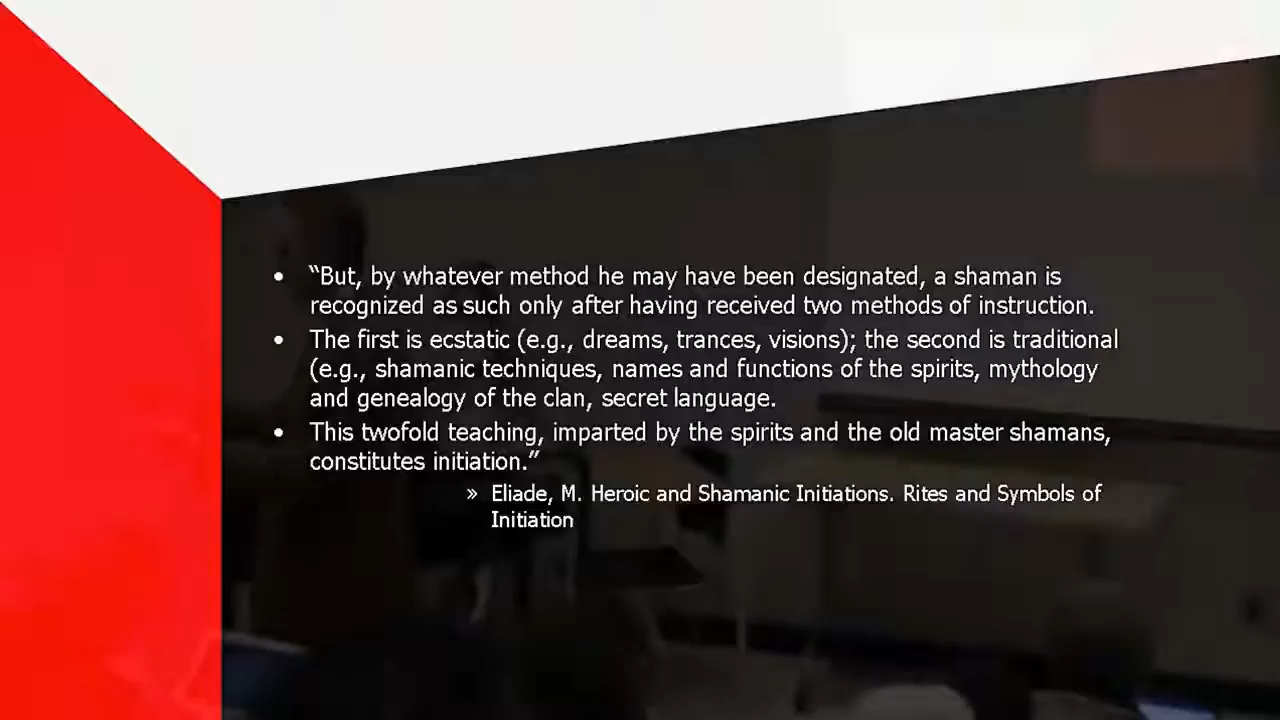 • “But, by whatever method he may have been designated, a shaman is
recognized as such only after having received two methods of instruction.
• The first is ecstatic (e.g., dreams, trances, visions); the second is traditional
(e.g., shamanic techniques, names and functions of the spirits, mythology
and genealogy of the clan, secret language.
• This twofold teaching, imparted by the spirits and the old master shamans,
constitutes initiation.”
» Eliade, M. Heroic and Shamanic Initiations. Rites and Symbols of
Initiation